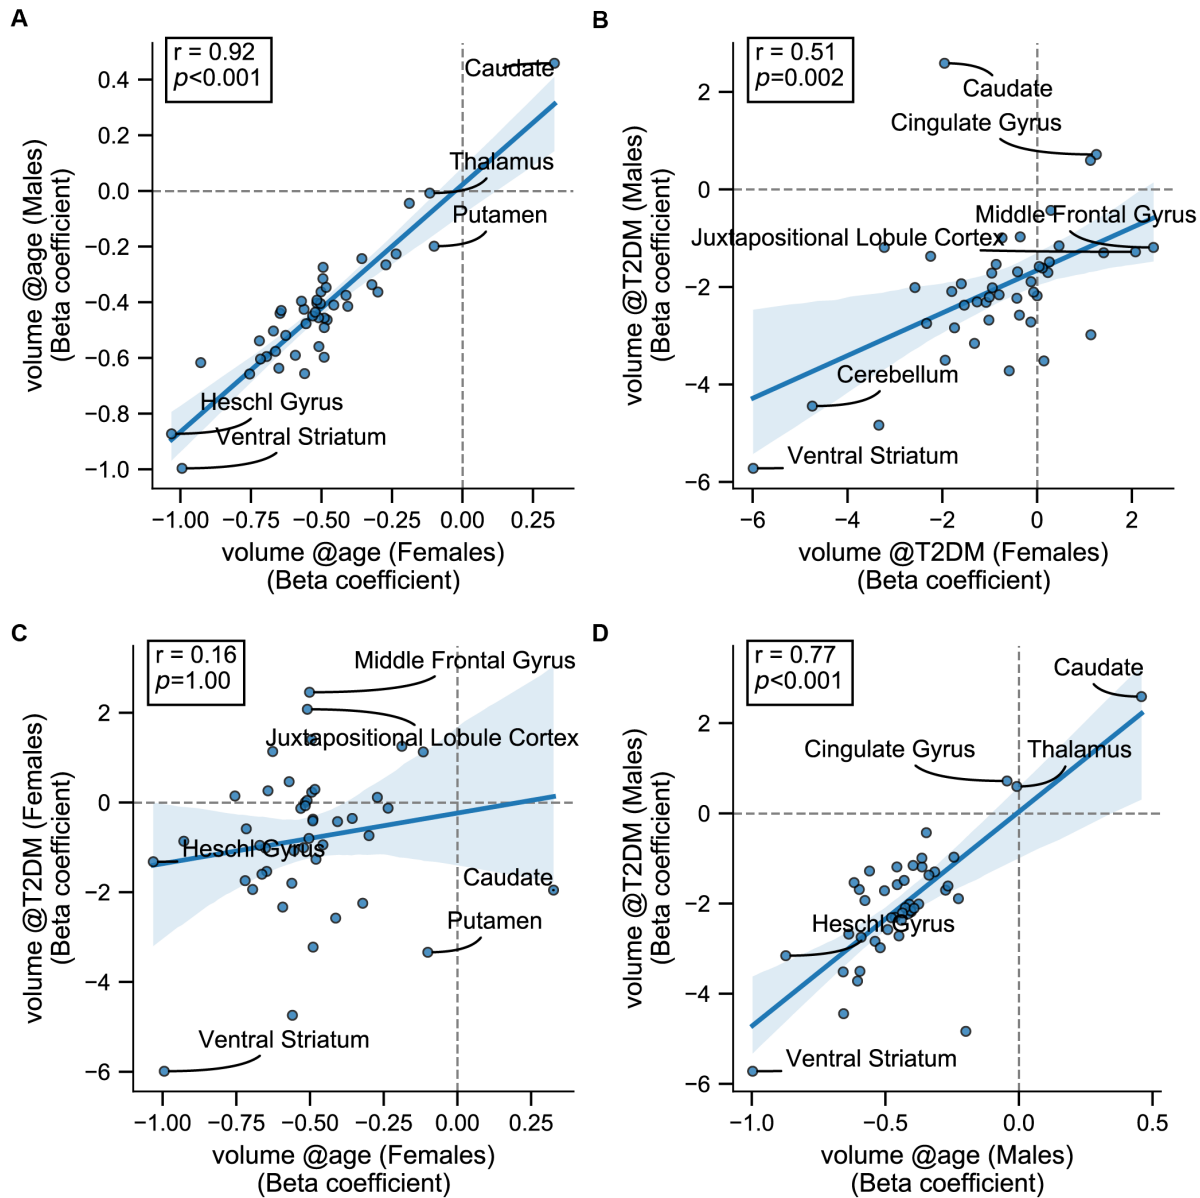 A
r = 0.92
p<0.001
Caudate
Thalamus
Putamen
Heschl Gyrus
Ventral Striatum
0.4
0.2
0.0
−0.2
−0.4
−0.6
−0.8
−1.0
volume @age (Males)
(Beta coefficient)
−1.00 −0.75 −0.50 −0.25 0.00 0.25
volume @age (Females)
(Beta coefficient)
B
r = 0.51
p=0.002
Caudate
Cingulate Gyrus
Middle Frontal Gyrus
Juxtapositional Lobule Cortex
Cerebellum
Ventral Striatum
2
0
−2
−4
−6
volume @T2DM (Males)
(Beta coefficient)
−6 −4 −2 0 2
volume @T2DM (Females)
(Beta coefficient)
C
r = 0.16
p=1.00
Middle Frontal Gyrus
Juxtapositional Lobule Cortex
Heschl Gyrus
Caudate
Putamen
Ventral Striatum
2
0
−2
−4
−6
volume @T2DM (Females)
(Beta coefficient)
−1.00 −0.75 −0.50 −0.25 0.00 0.25
volume @age (Females)
(Beta coefficient)
D
r = 0.77
p<0.001
Caudate
Cingulate Gyrus
Thalamus
Heschl Gyrus
Ventral Striatum
2
0
−2
−4
−6
volume @T2DM (Males)
(Beta coefficient)
−1.0 −0.5 0.0 0.5
volume @age (Males)
(Beta coefficient)